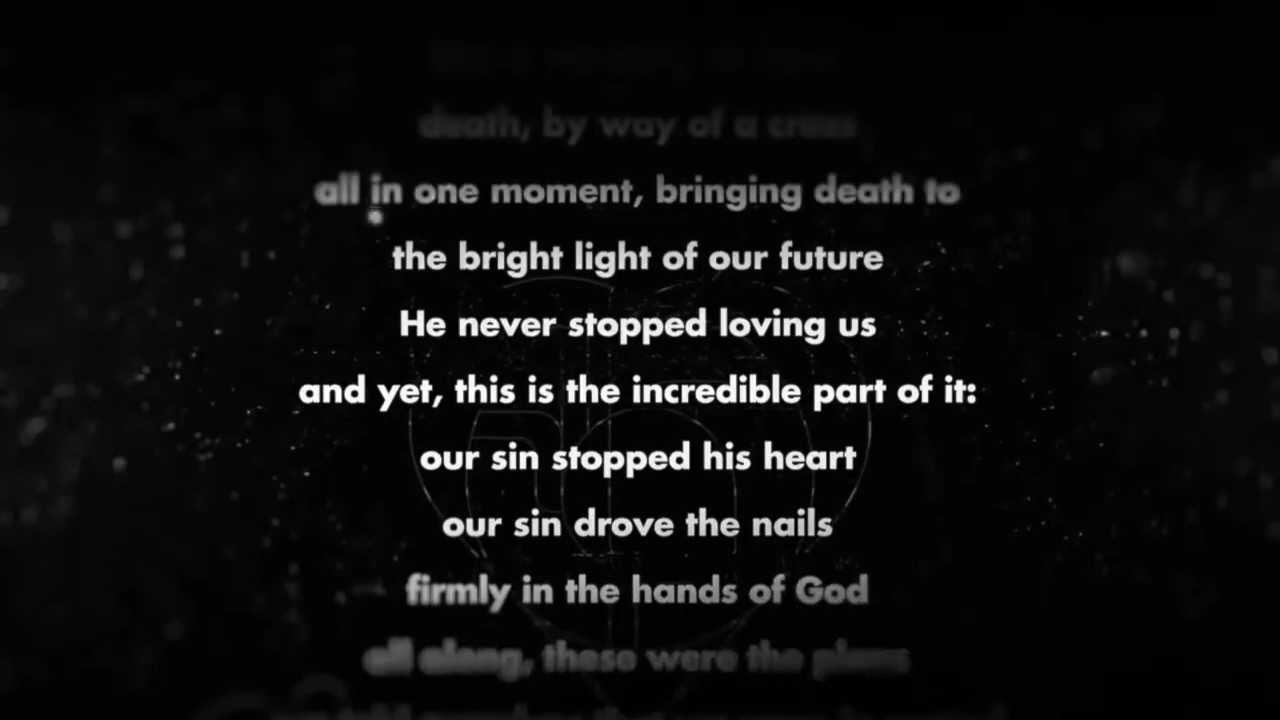 death, by way of a cross
all in one moment, bringing death to
the bright light of our future
He never stopped loving us
and yet, this is the incredible part of it:
our sin stopped his heart
our sin drove the nails
firmly in the hands of God
all along, these were the plans